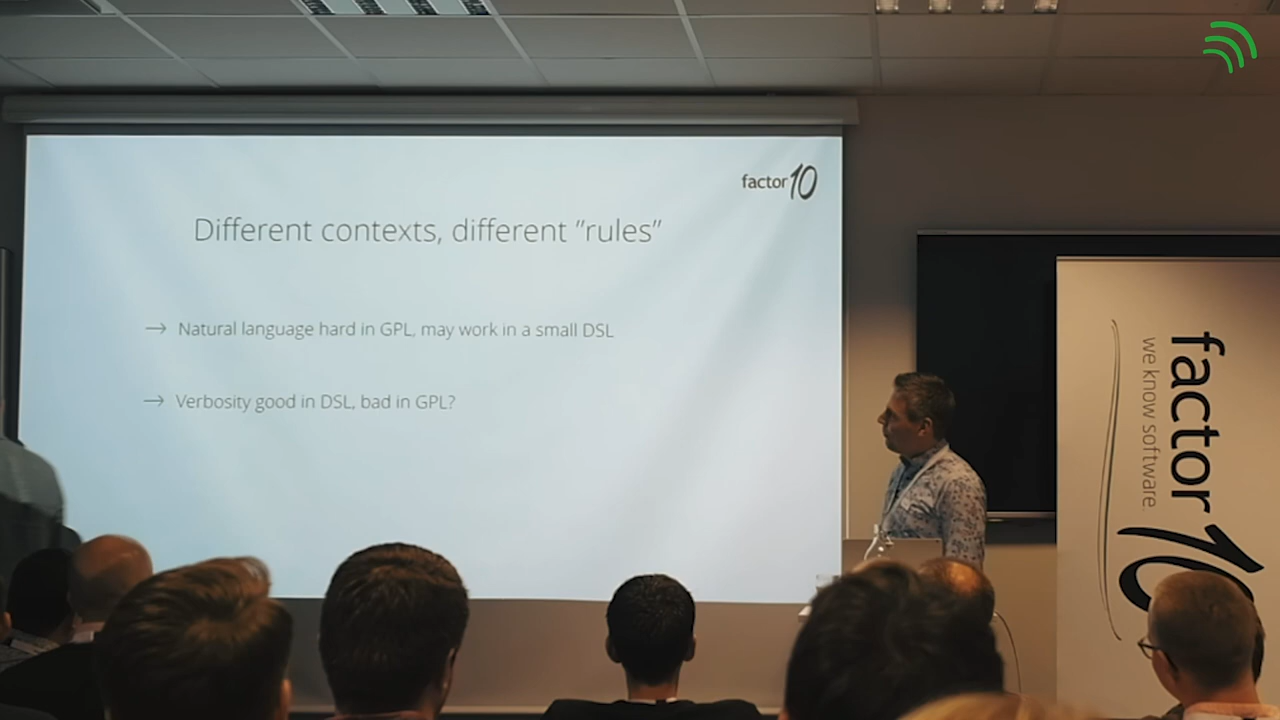 factor10
Different contexts, different "rules"
→ Natural language hard in GPL, may work in a small DSL
→ Verbosity good in DSL, bad in GPL?
factor10
we know software.